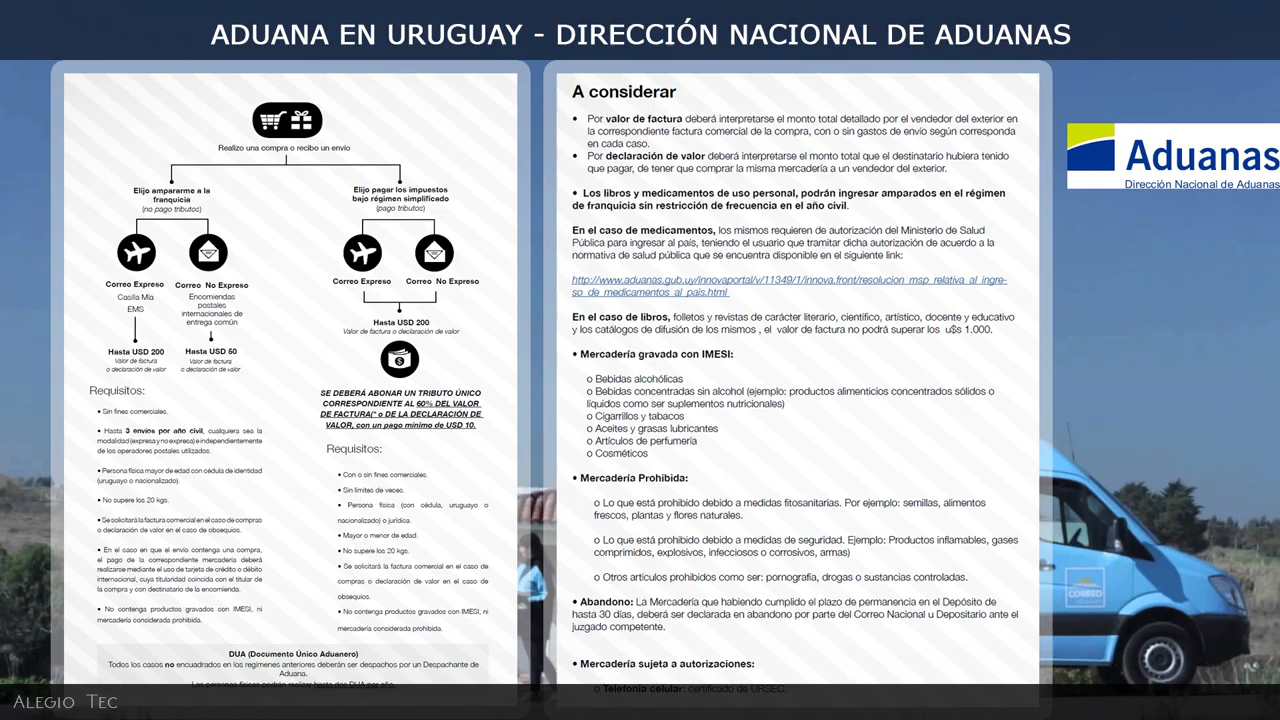 ADUANA EN URUGUAY - DIRECCIÓN NACIONAL DE ADUANAS
Realizo una compra o recibo un envío
Elijo ampararme a la
franquicia
(no pago tributos)
Correo Expreso
Casilla Mía
EMS
Hasta USD 200
Valor de factura
o declaración de valor
Correo No Expreso
Encomiendas
postales
internacionales de
entrega común
Hasta USD 50
Valor de factura
o declaración de valor
Requisitos:
• Sin fines comerciales.
• Hasta 3 envíos por año civil, cualquiera sea la
modalidad (expresa y no expresa) e independientemente
de los operadores postales utilizados.
• Persona física mayor de edad con cédula de identidad
(uruguayo o nacionalizado).
• No supere los 20 kgs.
• Se solicitará la factura comercial en el caso de compras
o declaración de valor en el caso de obsequios.
• En el caso en que el envío contenga una compra,
el pago de la correspondiente mercadería deberá
realizarse mediante el uso de tarjeta de crédito o débito
internacional, cuya titularidad coincida con el titular de
la compra y con destinatario de la encomienda.
• No contenga productos gravados con IMESI, ni
mercadería considerada prohibida.
Elijo pagar los impuestos
bajo régimen simplificado
(pago tributos)
Correo Expreso
Correo No Expreso
Hasta USD 200
Valor de factura o declaración de valor
$
SE DEBERÁ ABONAR UN TRIBUTO ÚNICO
CORRESPONDIENTE AL 60% DEL VALOR
DE FACTURA(* o DE LA DECLARACIÓN DE
VALOR, con un pago mínimo de USD 10.
Requisitos:
• Con o sin fines comerciales.
• Sin límites de veces.
• Persona física (con cédula, uruguayo o
nacionalizado) o jurídica.
• Mayor o menor de edad.
• No supere los 20 kgs.
• Se solicitará la factura comercial en el caso de
compras o declaración de valor en el caso de
obsequios.
• No contenga productos gravados con IMESI, ni
mercadería considerada prohibida.
DUA (Documento Único Aduanero)
Todos los casos no encuadrados en los regímenes anteriores deberán ser despachos por un Despachante de
Aduana.
Las personas físicas podrán realizar hasta dos DUA por año.
A considerar
• Por valor de factura deberá interpretarse el monto total detallado por el vendedor del exterior en
la correspondiente factura comercial de la compra, con o sin gastos de envío según corresponda
en cada caso.
• Por declaración de valor deberá interpretarse el monto total que el destinatario hubiera tenido
que pagar, de tener que comprar la misma mercadería a un vendedor del exterior.
• Los libros y medicamentos de uso personal, podrán ingresar amparados en el régimen
de franquicia sin restricción de frecuencia en el año civil.
En el caso de medicamentos, los mismos requieren de autorización del Ministerio de Salud
Pública para ingresar al país, teniendo el usuario que tramitar dicha autorización de acuerdo a la
normativa de salud pública que se encuentra disponible en el siguiente link:
http://www.aduanas.gub.uy/innovaportal/v/11349/1/innova.front/resolucion_msp_relativa_al_ingre-
so_de_medicamentos_al_pais.html
En el caso de libros, folletos y revistas de carácter literario, científico, artístico, docente y educativo
y los catálogos de difusión de los mismos , el valor de factura no podrá superar los u$s 1.000.
• Mercadería gravada con IMESI:
o Bebidas alcohólicas
o Bebidas concentradas sin alcohol (ejemplo: productos alimenticios concentrados sólidos o
líquidos como ser suplementos nutricionales)
o Cigarrillos y tabacos
o Aceites y grasas lubricantes
o Artículos de perfumería
o Cosméticos
• Mercadería Prohibida:
o Lo que está prohibido debido a medidas fitosanitarias. Por ejemplo: semillas, alimentos
frescos, plantas y flores naturales.
o Lo que está prohibido debido a medidas de seguridad. Ejemplo: Productos inflamables, gases
comprimidos, explosivos, infecciosos o corrosivos, armas)
o Otros artículos prohibidos como ser: pornografía, drogas o sustancias controladas.
• Abandono: La Mercadería que habiendo cumplido el plazo de permanencia en el Depósito de
hasta 30 días, deberá ser declarada en abandono por parte del Correo Nacional u Depositario ante el
juzgado competente.
• Mercadería sujeta a autorizaciones:
o Telefonía celular: certificado de URSEC.
Aduanas
Dirección Nacional de Aduanas
CORREO
Alegio Tec